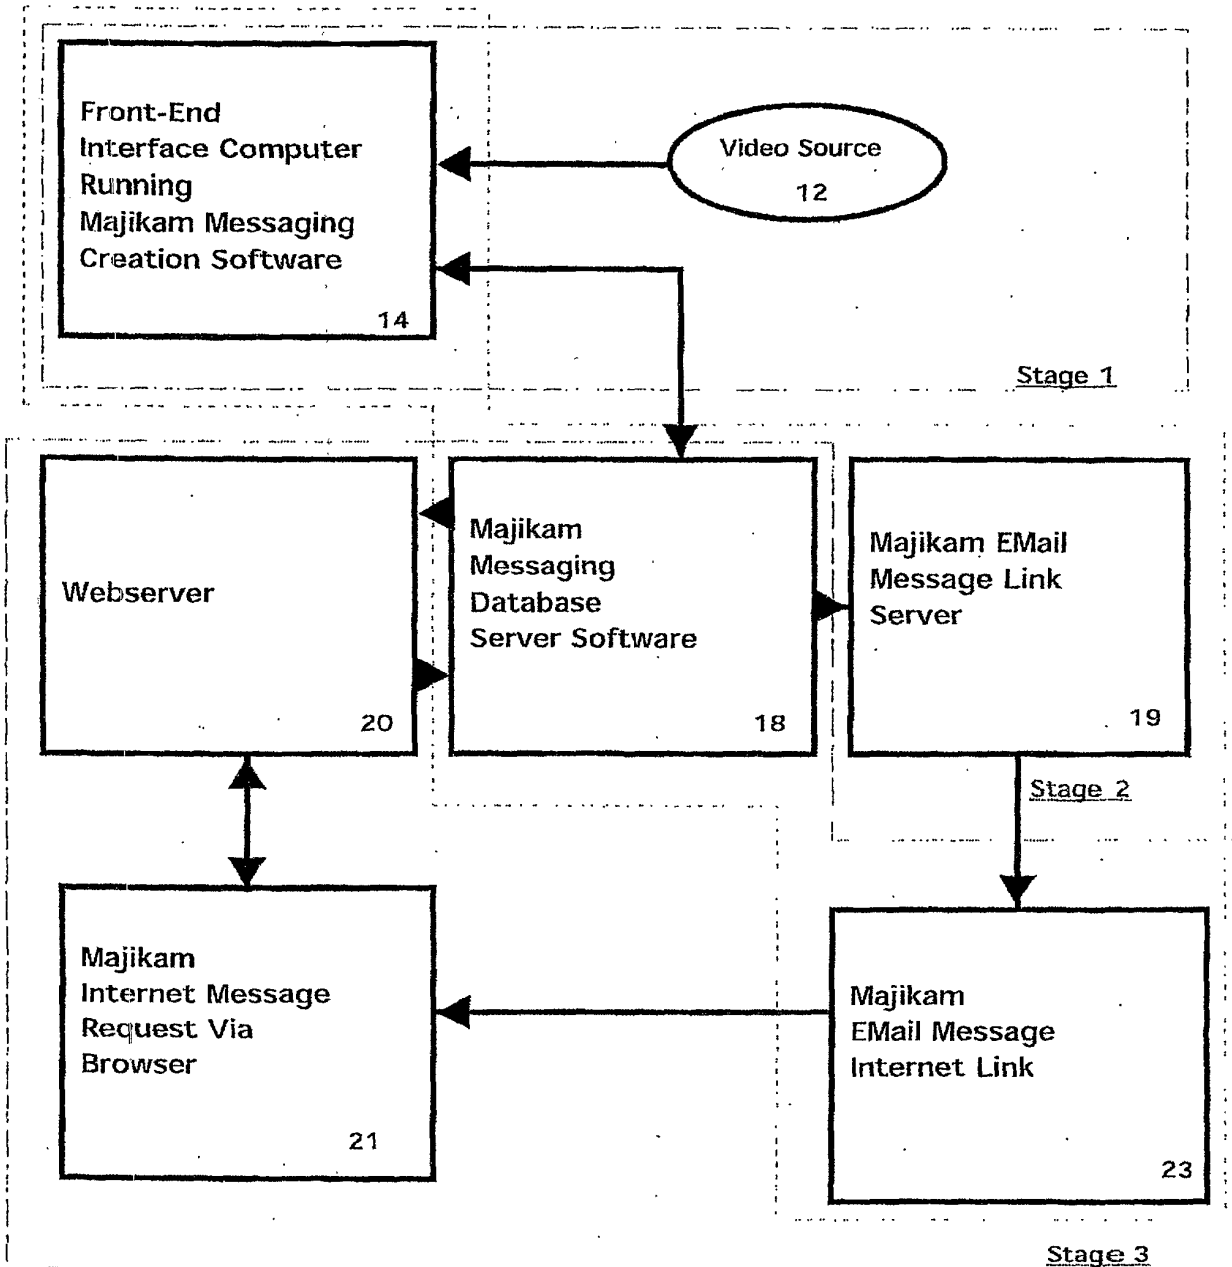 Front-End
Interface Computer
Running
Majikam Messaging
Creation Software
14
Video Source
12
Stage 1
Webserver
20
Majikam
Messaging
Database
Server Software
18
Majikam EMail
Message Link
Server
19
Stage 2
Majikam
Internet Message
Request Via
Browser
21
Majikam
EMail Message
Internet Link
23
Stage 3